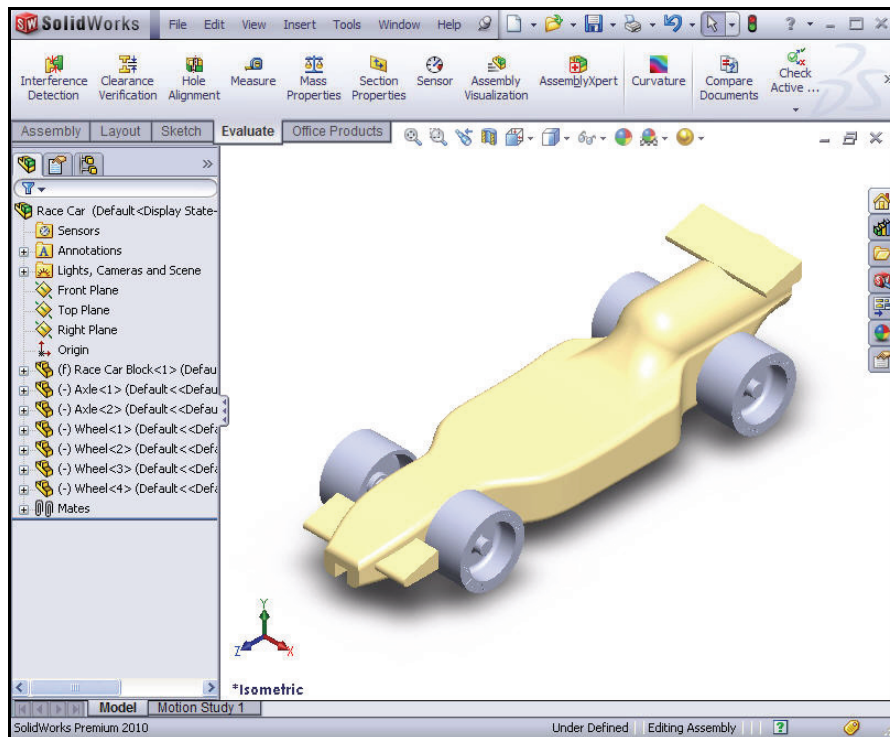 SolidWorks File Edit View Insert Tools Window Help
Interference Detection
Clearance Verification
Hole Alignment
Measure
Mass Properties
Section Properties
Sensor
Assembly Visualization
AssemblyXpert
Curvature
Compare Documents
Check Active ...
Assembly Layout Sketch Evaluate Office Products
Race Car (Default<Display State-
Sensors
Annotations
Lights, Cameras and Scene
Front Plane
Top Plane
Right Plane
Origin
(f) Race Car Block<1> (Defau
(-) Axle<1> (Default<<Defau
(-) Axle<2> (Default<<Defau
(-) Wheel<1> (Default<<Defa
(-) Wheel<2> (Default<<Defa
(-) Wheel<3> (Default<<Defa
(-) Wheel<4> (Default<<Defa
Mates
Y
Z X
*Isometric
Model Motion Study 1
SolidWorks Premium 2010 Under Defined Editing Assembly